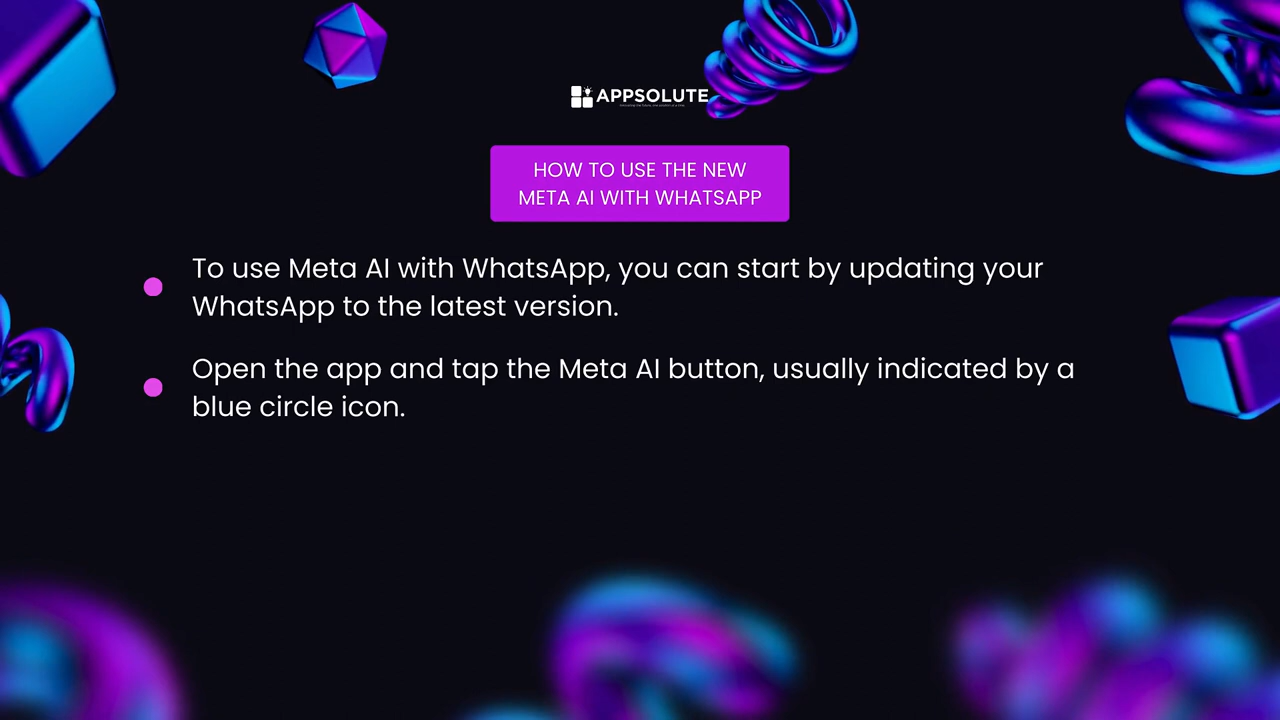 APPSOLUTE
HOW TO USE THE NEW
META AI WITH WHATSAPP
To use Meta AI with WhatsApp, you can start by updating your
WhatsApp to the latest version.
Open the app and tap the Meta AI button, usually indicated by a
blue circle icon.